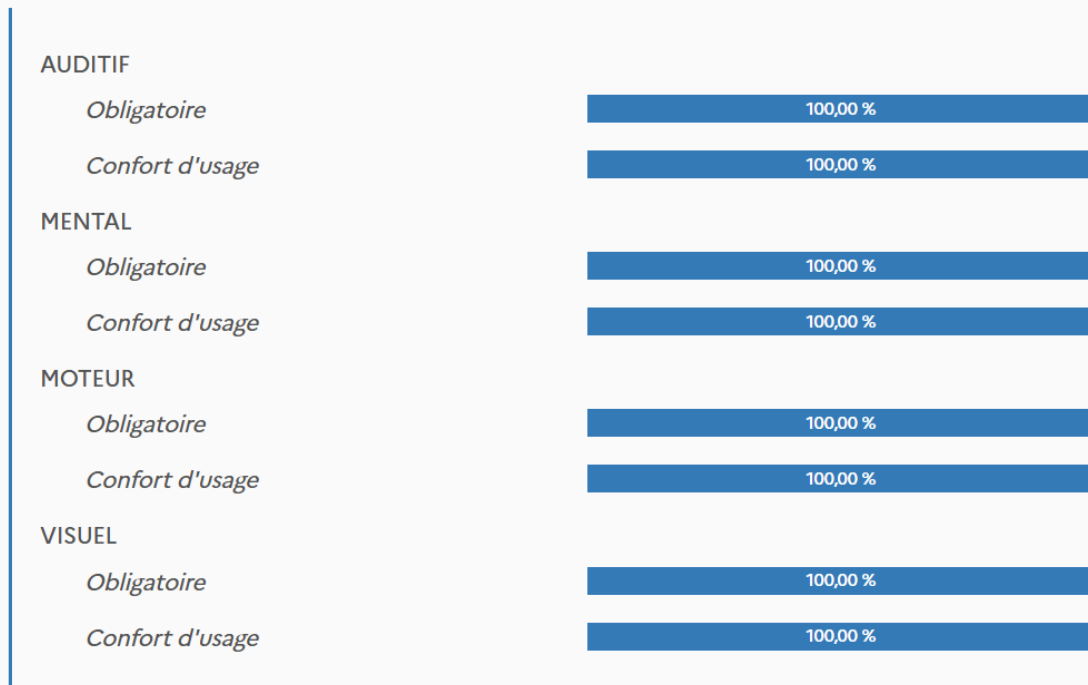 AUDITIF
Obligatoire 100,00 %
Confort d'usage 100,00 %
MENTAL
Obligatoire 100,00 %
Confort d'usage 100,00 %
MOTEUR
Obligatoire 100,00 %
Confort d'usage 100,00 %
VISUEL
Obligatoire 100,00 %
Confort d'usage 100,00 %